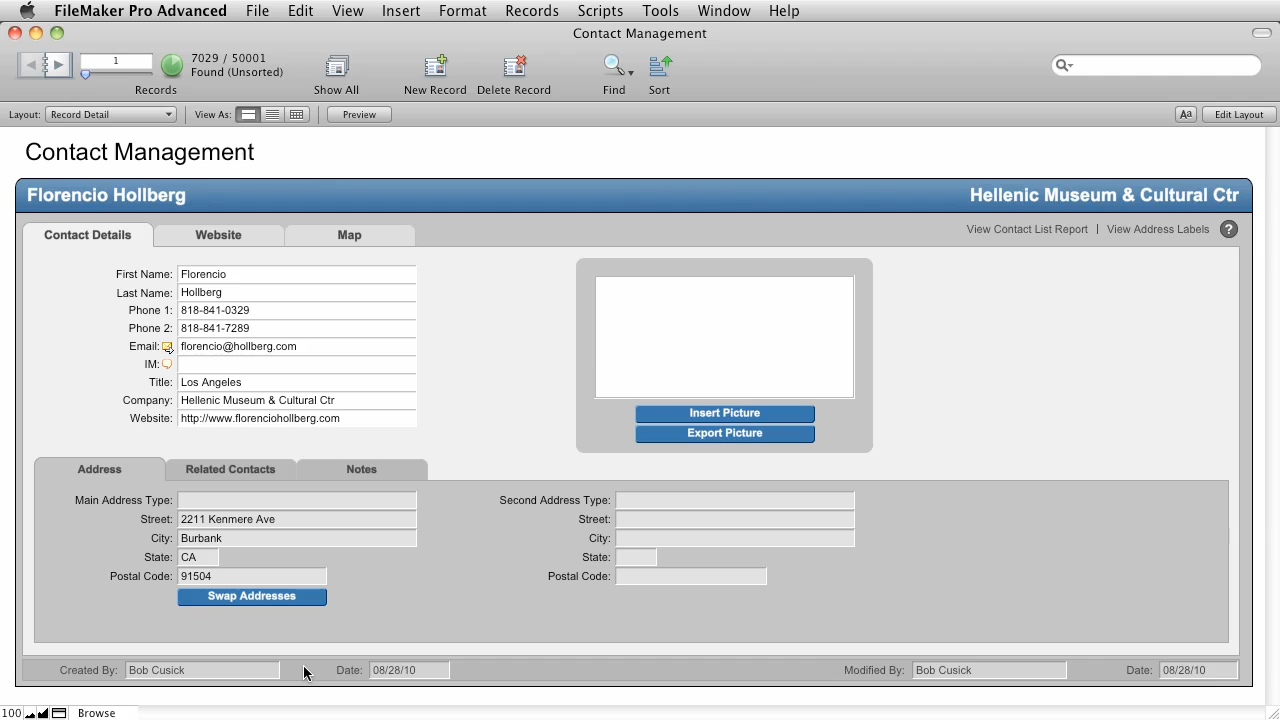 FileMaker Pro Advanced File Edit View Insert Format Records Scripts Tools Window Help
Contact Management
1
7029 / 50001
Found (Unsorted)
Records Show All New Record Delete Record Find Sort
Layout: Record Detail View As: Preview Aa Edit Layout
Contact Management
Florencio Hollberg Hellenic Museum & Cultural Ctr
Contact Details Website Map View Contact List Report | View Address Labels ?
First Name: Florencio
Last Name: Hollberg
Phone 1: 818-841-0329
Phone 2: 818-841-7289
Email: florencio@hollberg.com
IM:
Title: Los Angeles
Company: Hellenic Museum & Cultural Ctr
Website: http://www.florenciohollberg.com
Insert Picture
Export Picture
Address Related Contacts Notes
Main Address Type: Second Address Type:
Street: 2211 Kenmere Ave Street:
City: Burbank City:
State: CA State:
Postal Code: 91504 Postal Code:
Swap Addresses
Created By: Bob Cusick Date: 08/28/10 Modified By: Bob Cusick Date: 08/28/10
100 Browse